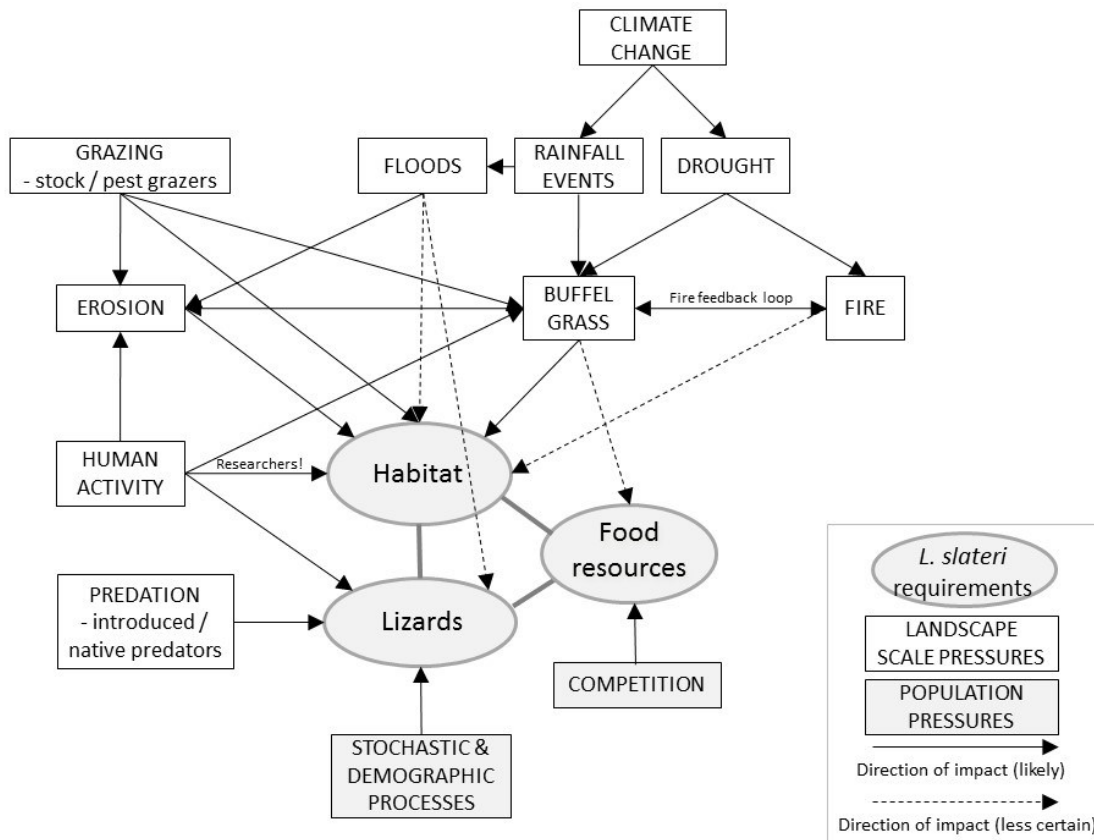 CLIMATE
CHANGE
GRAZING
- stock / pest grazers
FLOODS
RAINFALL
EVENTS
DROUGHT
EROSION
BUFFEL
GRASS
Fire feedback loop
FIRE
HUMAN
ACTIVITY
Researchers!
Habitat
Food
resources
PREDATION
- introduced /
native predators
Lizards
COMPETITION
STOCHASTIC &
DEMOGRAPHIC
PROCESSES
L. slateri
requirements
LANDSCAPE
SCALE PRESSURES
POPULATION
PRESSURES
Direction of impact (likely)
Direction of impact (less certain)